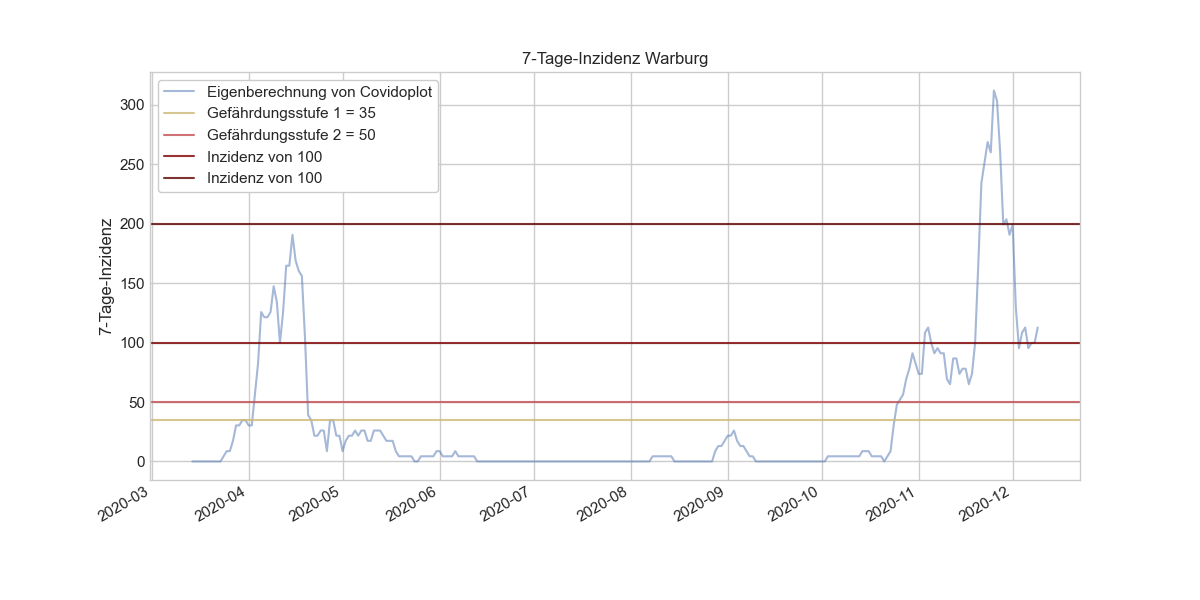 7-Tage-Inzidenz Warburg
Eigenberechnung von Covidoplot
Gefährdungsstufe 1 = 35
Gefährdungsstufe 2 = 50
Inzidenz von 100
Inzidenz von 100
7-Tage-Inzidenz
300
250
200
150
100
50
0
2020-03
2020-04
2020-05
2020-06
2020-07
2020-08
2020-09
2020-10
2020-11
2020-12